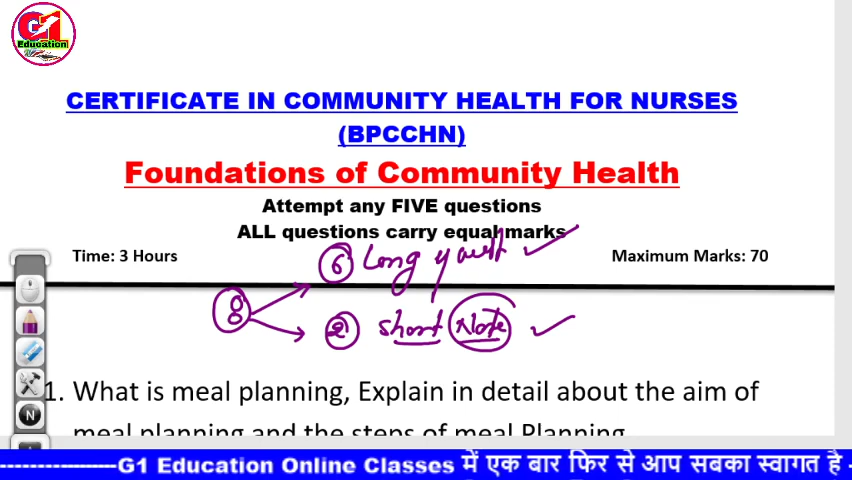 G1
Education
CERTIFICATE IN COMMUNITY HEALTH FOR NURSES
(BPCCHN)
Foundations of Community Health
Attempt any FIVE questions
ALL questions carry equal marks
Time: 3 Hours
Maximum Marks: 70
6 Long
8
2 short Note
N
1. What is meal planning, Explain in detail about the aim of
meal planning and the steps of meal Planning
G1 Education Online Classes में एक बार फिर से आप सबका स्वागत है